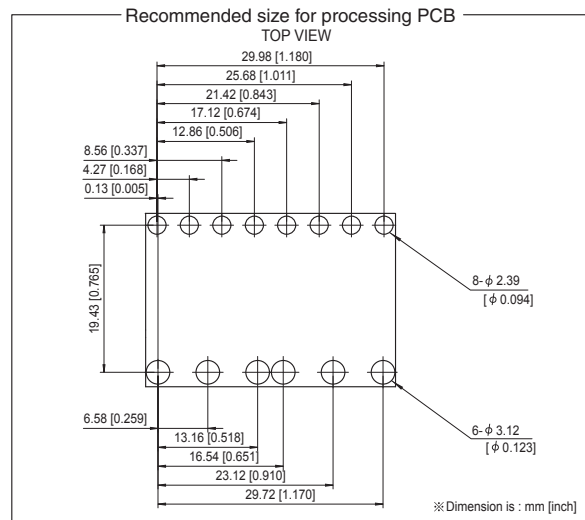 Recommended size for processing PCB
TOP VIEW
29.98 [1.180]
25.68 [1.011]
21.42 [0.843]
17.12 [0.674]
12.86 [0.506]
8.56 [0.337]
4.27 [0.168]
0.13 [0.005]
19.43 [0.765]
8-ϕ 2.39
[ ϕ 0.094]
6.58 [0.259]
13.16 [0.518]
16.54 [0.651]
23.12 [0.910]
29.72 [1.170]
6-ϕ 3.12
[ ϕ 0.123]
※Dimension is : mm [inch]